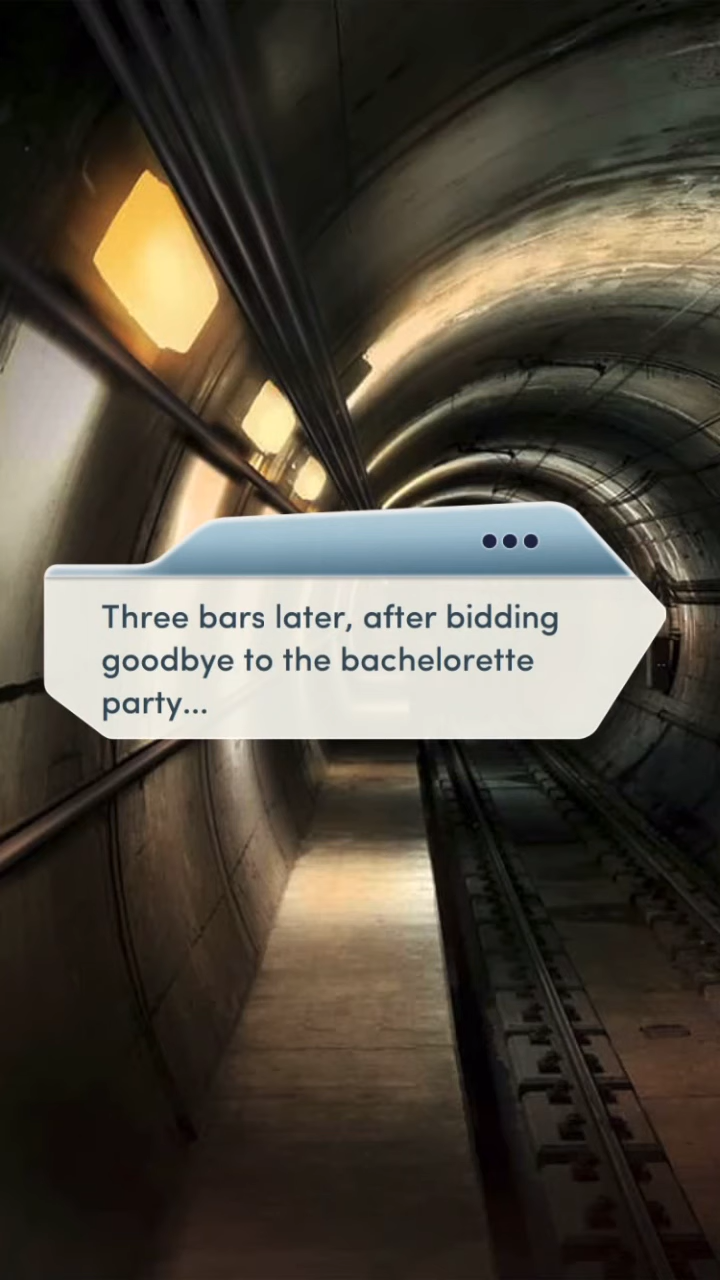 Three bars later, after bidding
goodbye to the bachelorette
party...